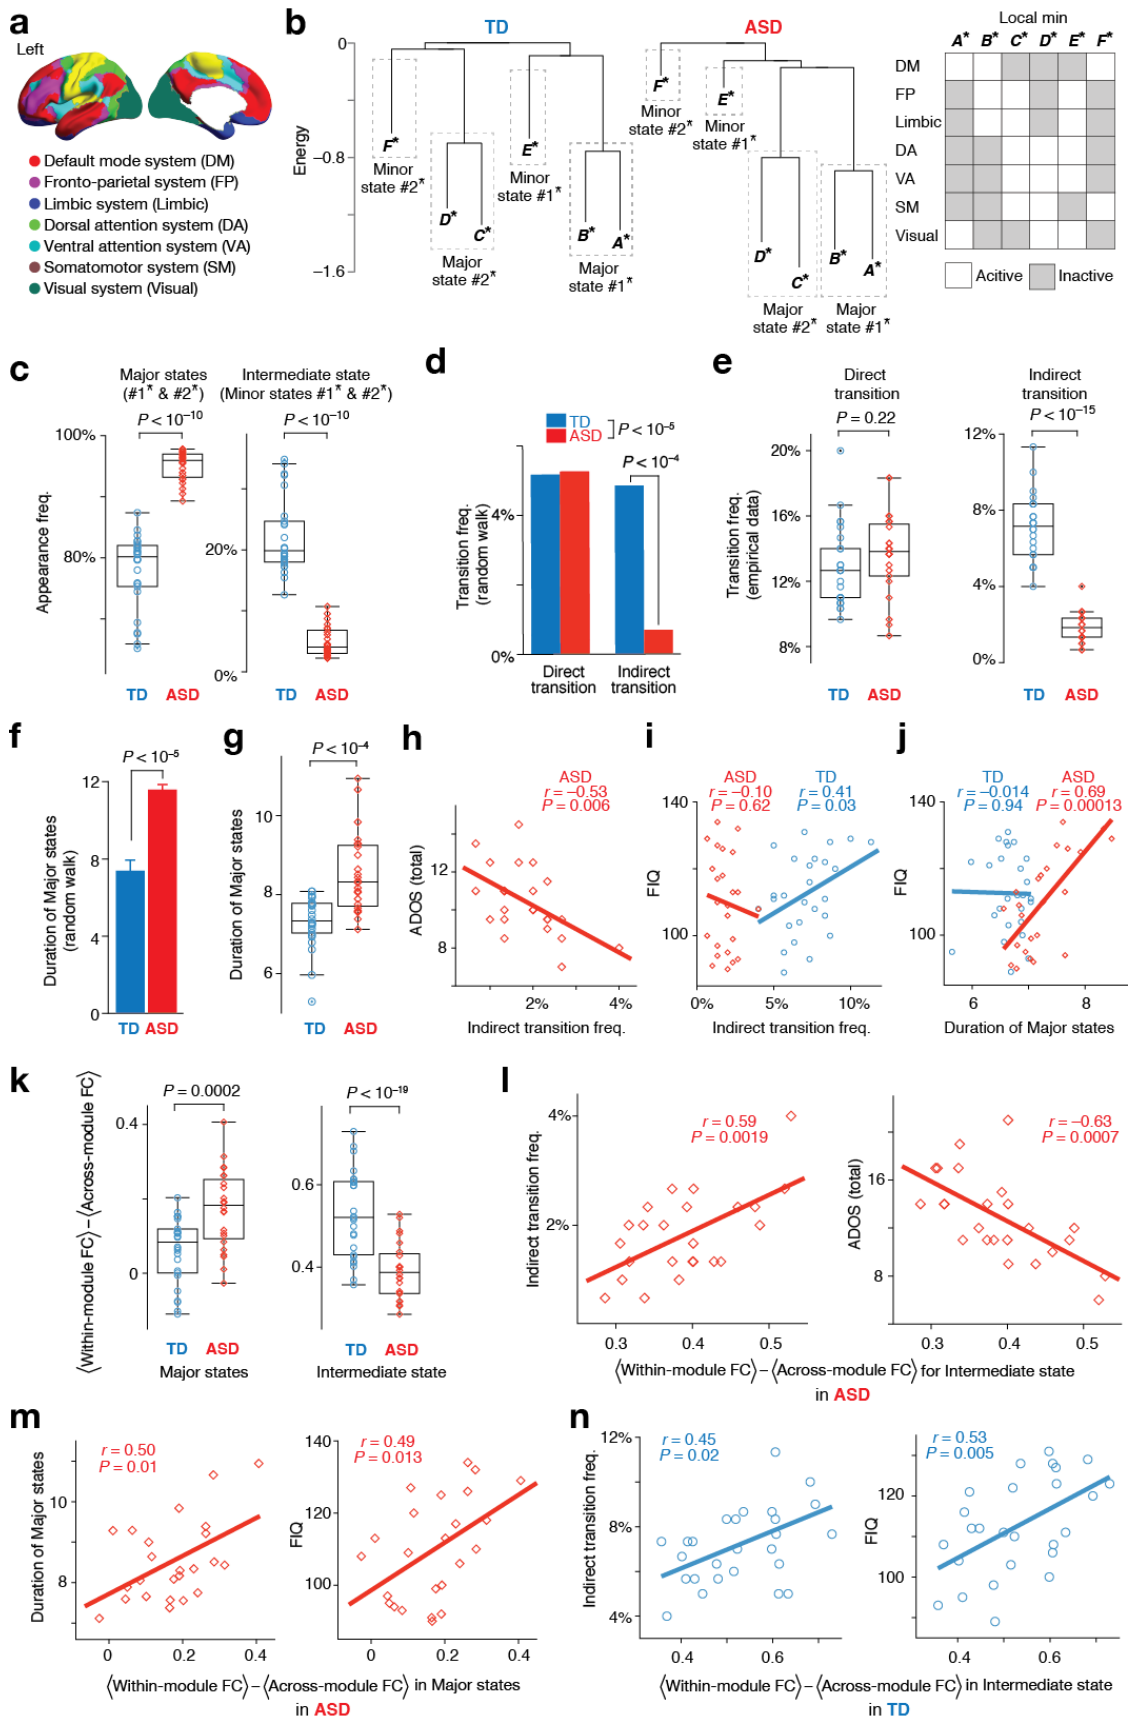 a
Left
Default mode system (DM)
Fronto-parietal system (FP)
Limbic system (Limbic)
Dorsal attention system (DA)
Ventral attention system (VA)
Somatomotor system (SM)
Visual system (Visual)
b
TD
ASD
Energy
0
−0.8
−1.6
F*
Minor
state #2*
D*
C*
Major
state #2*
E*
Minor
state #1*
B*
A*
Major
state #1*
F*
Minor
state #2*
E*
Minor
state #1*
D*
C*
Major
state #2*
B*
A*
Major
state #1*
Local min
A* B* C* D* E* F*
DM
FP
Limbic
DA
VA
SM
Visual
Acitive
Inactive
c
Major states
(#1* & #2*)
P < 10−10
Appearance freq.
100%
80%
TD ASD
Intermediate state
(Minor states #1* & #2*)
P < 10−10
20%
0%
TD ASD
d
TD
ASD
P < 10−5
P < 10−4
Transition freq.
(random walk)
4%
0%
Direct
transition
Indirect
transition
e
Direct
transition
P = 0.22
Transition freq.
(empirical data)
20%
16%
12%
8%
TD ASD
Indirect
transition
P < 10−15
12%
8%
4%
0%
TD ASD
f
P < 10−5
Duration of Major states
(random walk)
12
8
4
0
TD ASD
g
P < 10−4
Duration of Major states
10
8
6
TD ASD
h
ASD
r = −0.53
P = 0.006
ADOS (total)
12
8
2% 4%
Indirect transition freq.
i
ASD
r = −0.10
P = 0.62
TD
r = 0.41
P = 0.03
FIQ
140
100
0% 5% 10%
Indirect transition freq.
j
TD
r = −0.014
P = 0.94
ASD
r = 0.69
P = 0.00013
FIQ
140
100
6 8
Duration of Major states
k
⟨Within-module FC⟩−⟨Across-module FC⟩
P = 0.0002
0.4
0
TD ASD
Major states
P < 10−19
0.6
0.4
TD ASD
Intermediate state
l
Indirect transition freq.
4%
2%
r = 0.59
P = 0.0019
0.3 0.4 0.5
ADOS (total)
16
8
r = −0.63
P = 0.0007
0.3 0.4 0.5
⟨Within-module FC⟩−⟨Across-module FC⟩ for Intermediate state
in ASD
m
Duration of Major states
r = 0.50
P = 0.01
10
8
0 0.2 0.4
FIQ
r = 0.49
P = 0.013
140
120
100
0 0.2 0.4
⟨Within-module FC⟩−⟨Across-module FC⟩ in Major states
in ASD
n
Indirect transition freq.
12%
8%
4%
r = 0.45
P = 0.02
0.4 0.6
FIQ
r = 0.53
P = 0.005
120
100
0.4 0.6
⟨Within-module FC⟩−⟨Across-module FC⟩ in Intermediate state
in TD